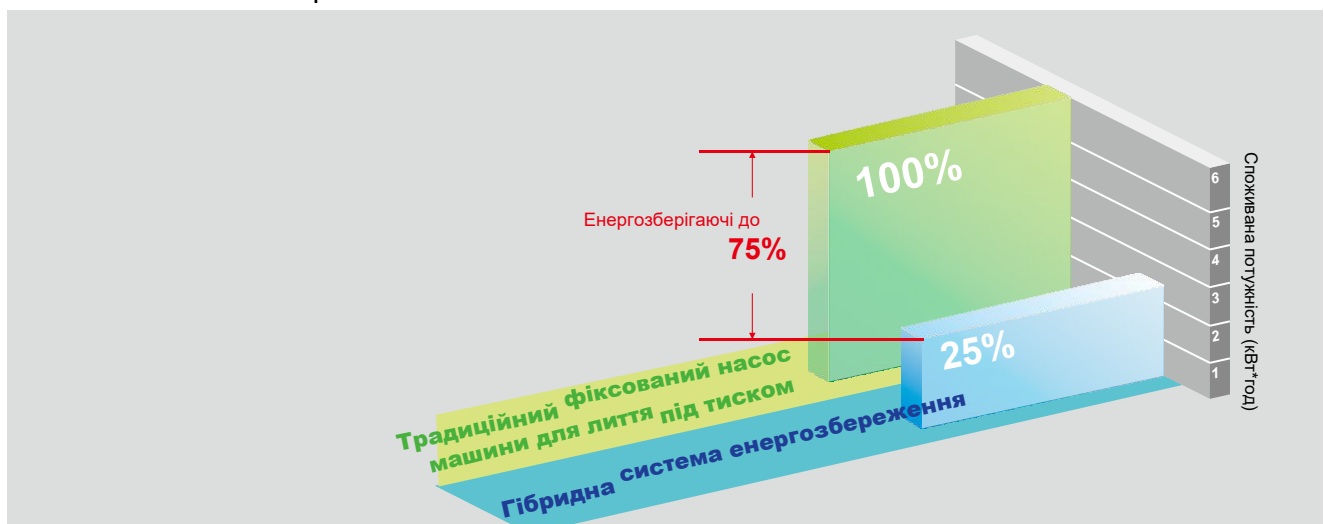 100%
Енергозберігаючі до
75%
25%
6
5
4
3
2
1
Споживана потужність (кВт*год)
Традиційний фіксований насос
машини для лиття під тиском
Гібридна система енергозбереження